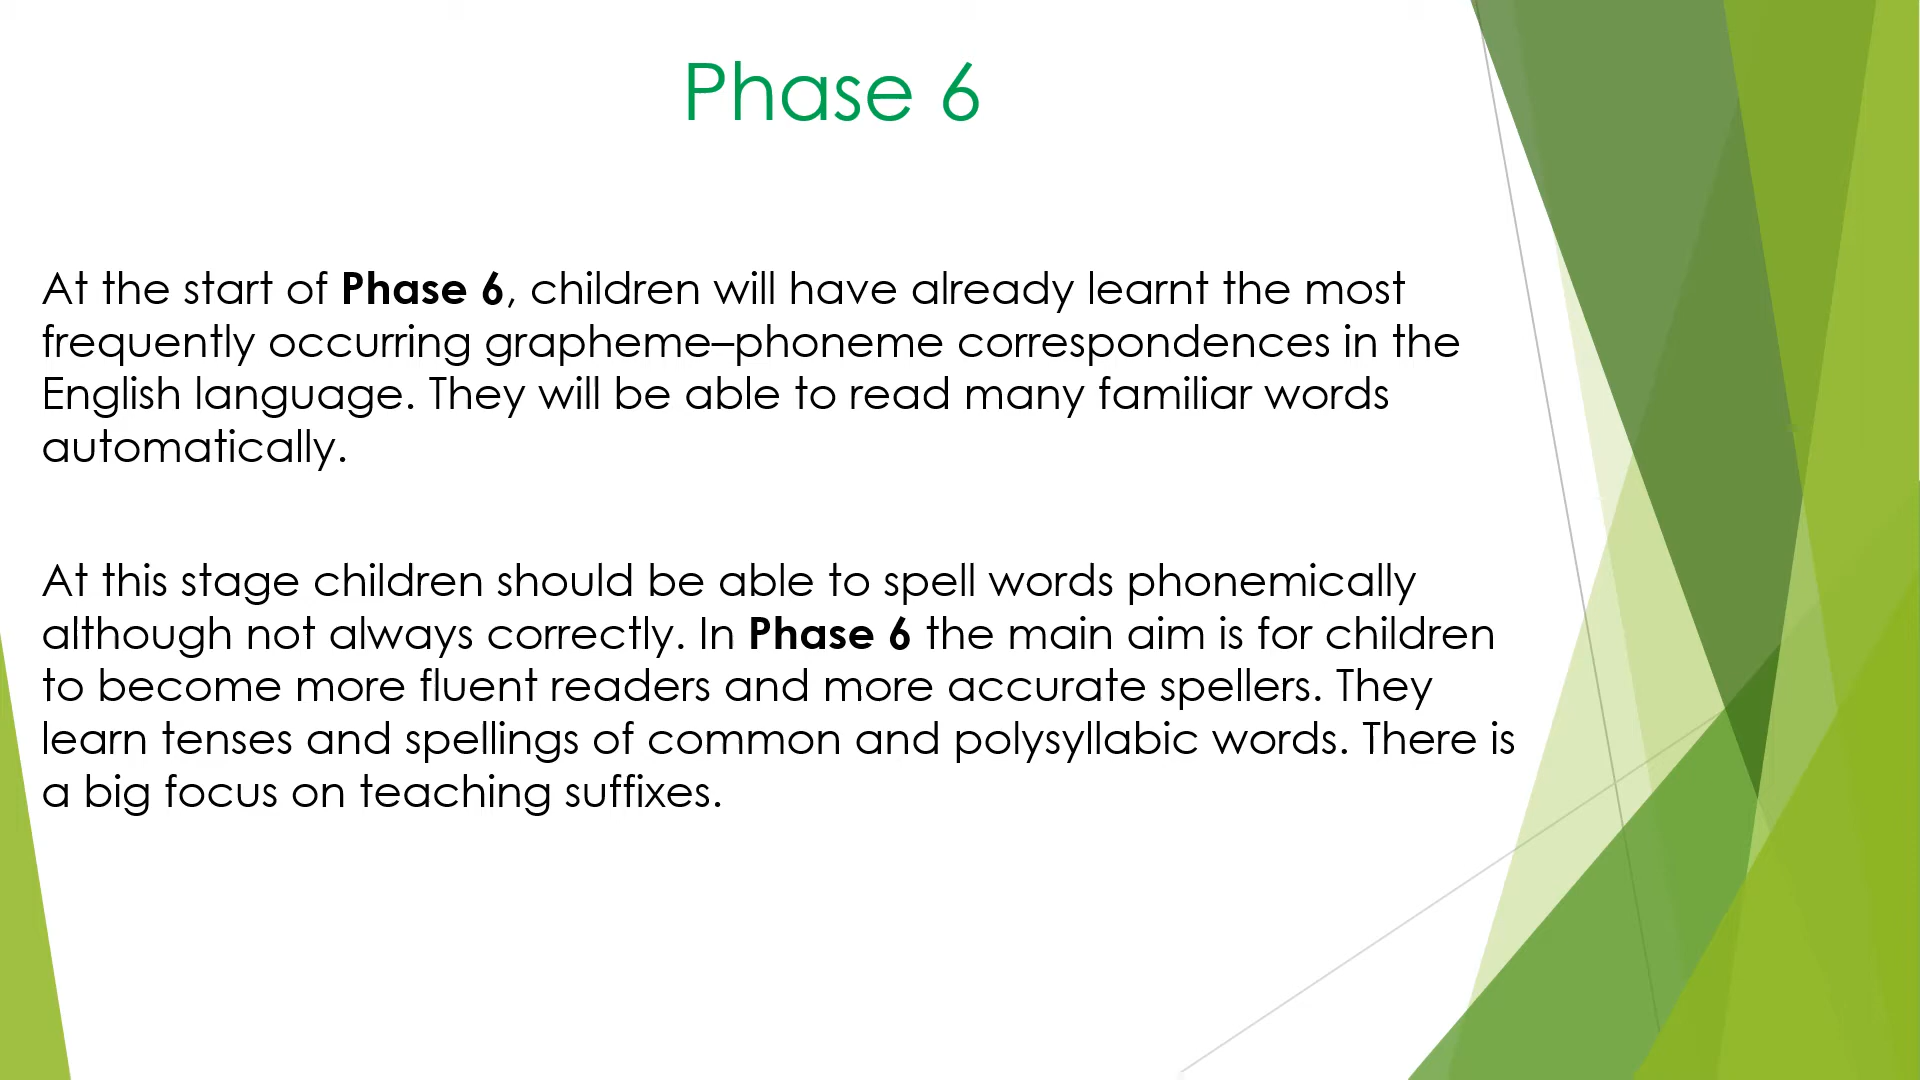 Phase 6
At the start of Phase 6, children will have already learnt the most
frequently occurring grapheme–phoneme correspondences in the
English language. They will be able to read many familiar words
automatically.
At this stage children should be able to spell words phonemically
although not always correctly. In Phase 6 the main aim is for children
to become more fluent readers and more accurate spellers. They
learn tenses and spellings of common and polysyllabic words. There is
a big focus on teaching suffixes.